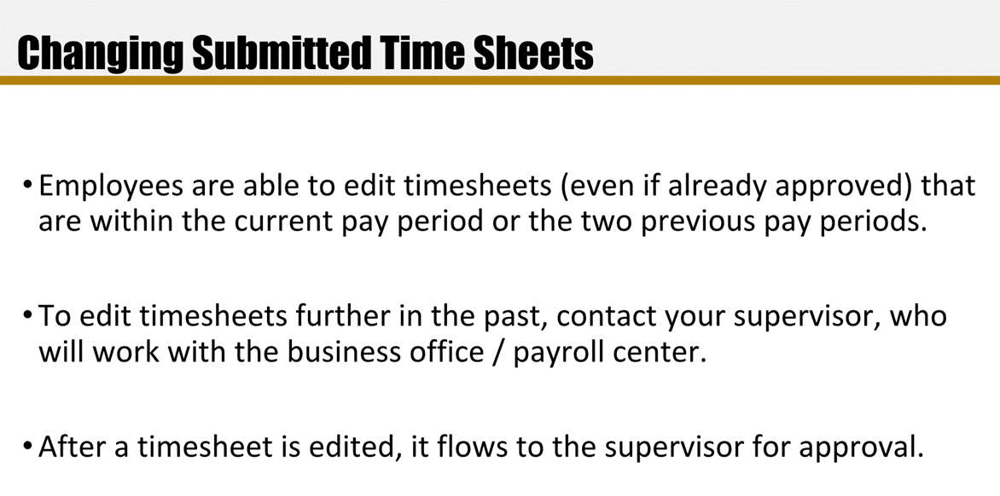 Changing Submitted Time Sheets
•Employees are able to edit timesheets (even if already approved) that
are within the current pay period or the two previous pay periods.
•To edit timesheets further in the past, contact your supervisor, who
will work with the business office / payroll center.
•After a timesheet is edited, it flows to the supervisor for approval.